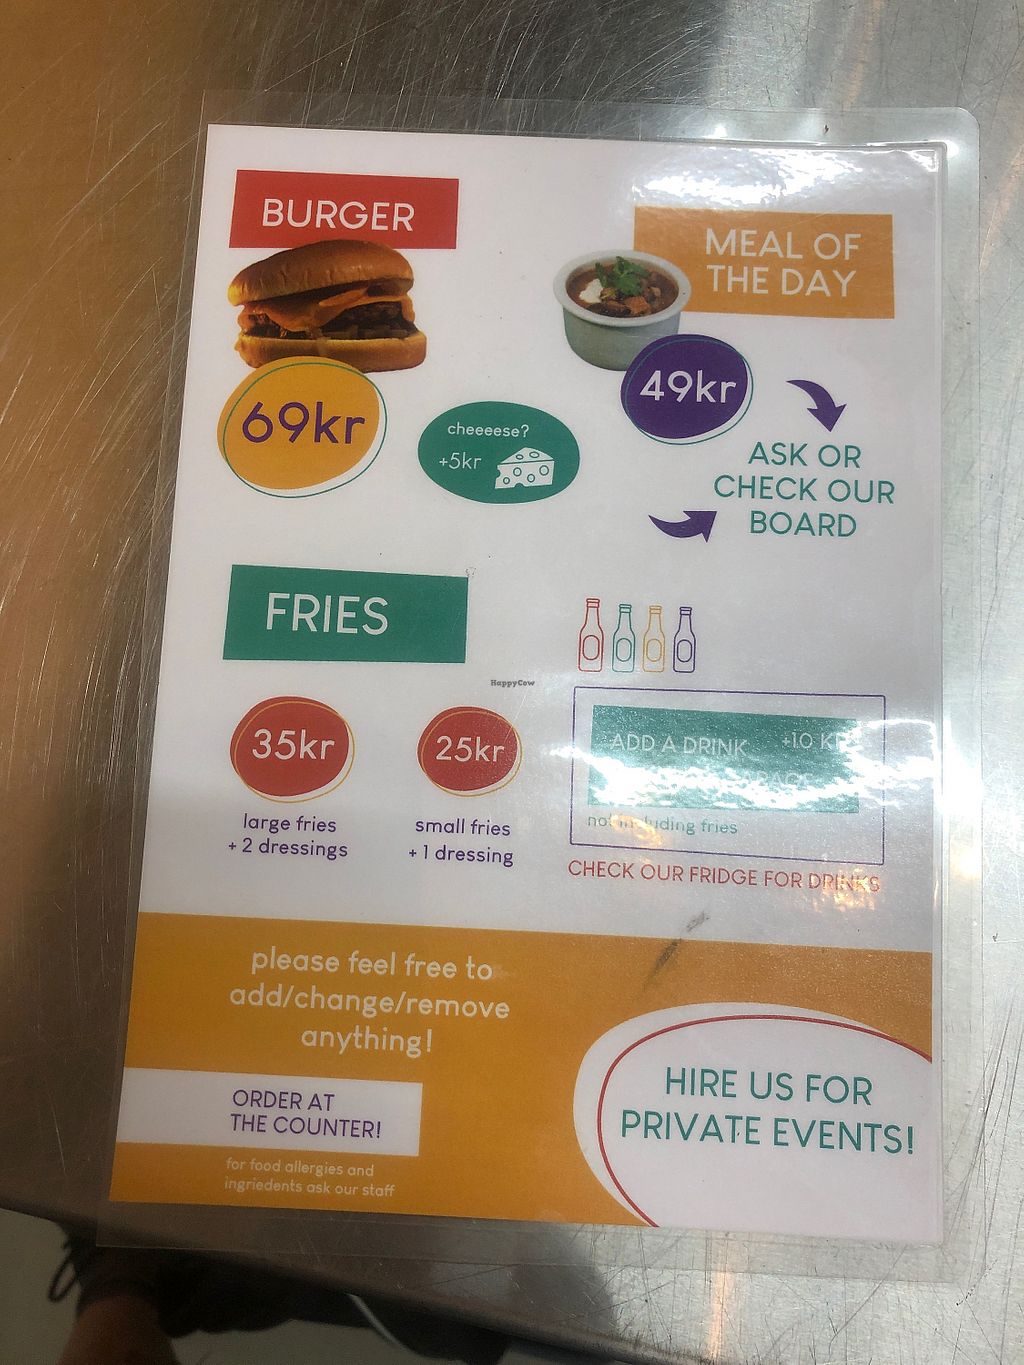 BURGER
69kr
cheeeese?
+5kr
MEAL OF
THE DAY
49kr
ASK OR
CHECK OUR
BOARD
FRIES
35kr
large fries
+ 2 dressings
25kr
small fries
+ 1 dressing
HappyCow
ADD A DRINK +10
not including fries
CHECK OUR FRIDGE FOR DRINKS
please feel free to
add/change/remove
anything!
ORDER AT
THE COUNTER!
for food allergies and
ingriedents ask our staff
HIRE US FOR
PRIVATE EVENTS!